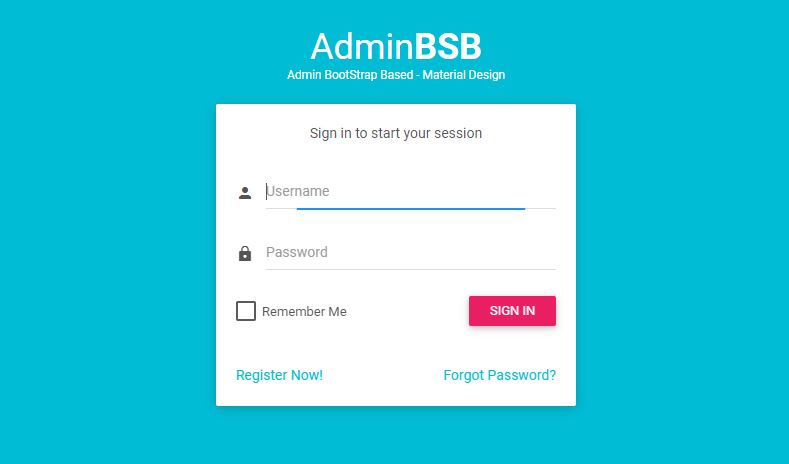 AdminBSB
Admin BootStrap Based - Material Design
Sign in to start your session
Username
Password
Remember Me
SIGN IN
Register Now!
Forgot Password?